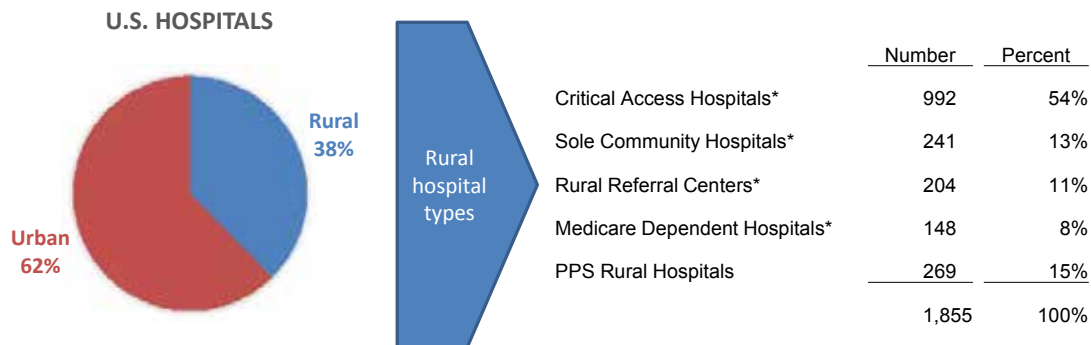 U.S. HOSPITALS
Rural
38%
Urban
62%
Rural
hospital
types
Number Percent
Critical Access Hospitals* 992 54%
Sole Community Hospitals* 241 13%
Rural Referral Centers* 204 11%
Medicare Dependent Hospitals* 148 8%
PPS Rural Hospitals 269 15%
1,855 100%